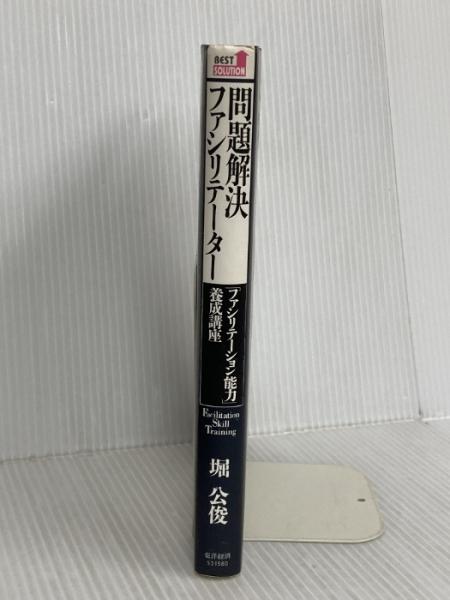 BEST
SOLUTION
問題解決
ファシリテーター
「ファシリテーション能力」
養成講座
Facilitation
Skill
Training
堀 公俊
東洋経済
531980